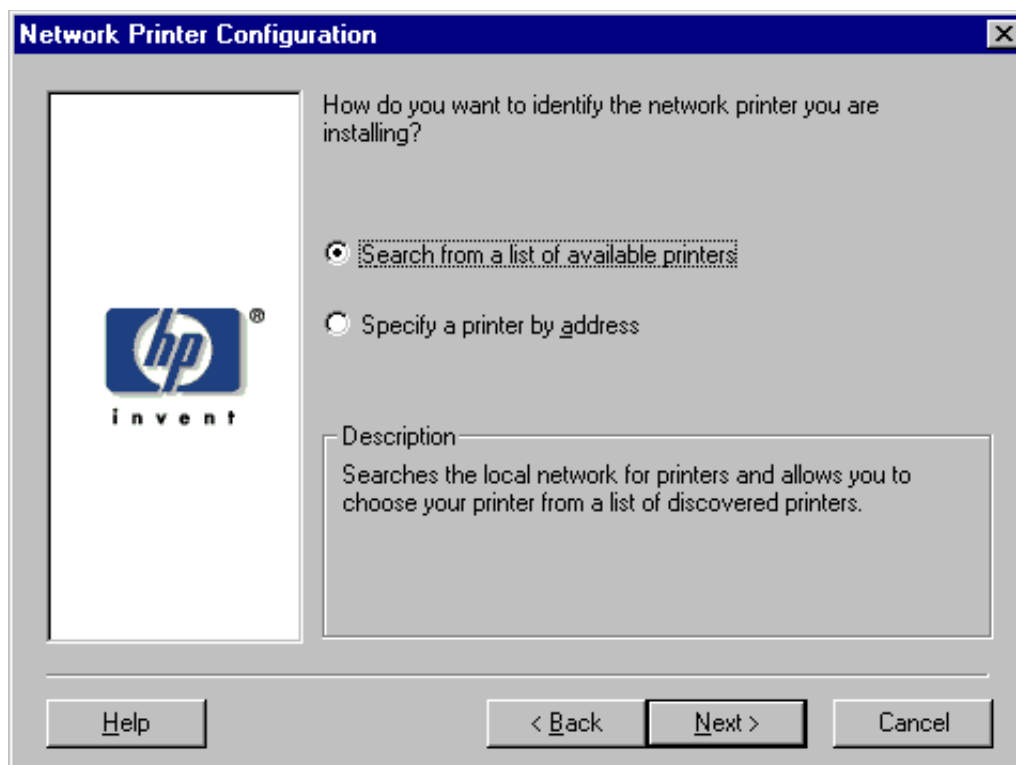 Network Printer Configuration
How do you want to identify the network printer you are
installing?
Search from a list of available printers
Specify a printer by address
hp ®
invent
Description
Searches the local network for printers and allows you to
choose your printer from a list of discovered printers.
Help
< Back
Next >
Cancel